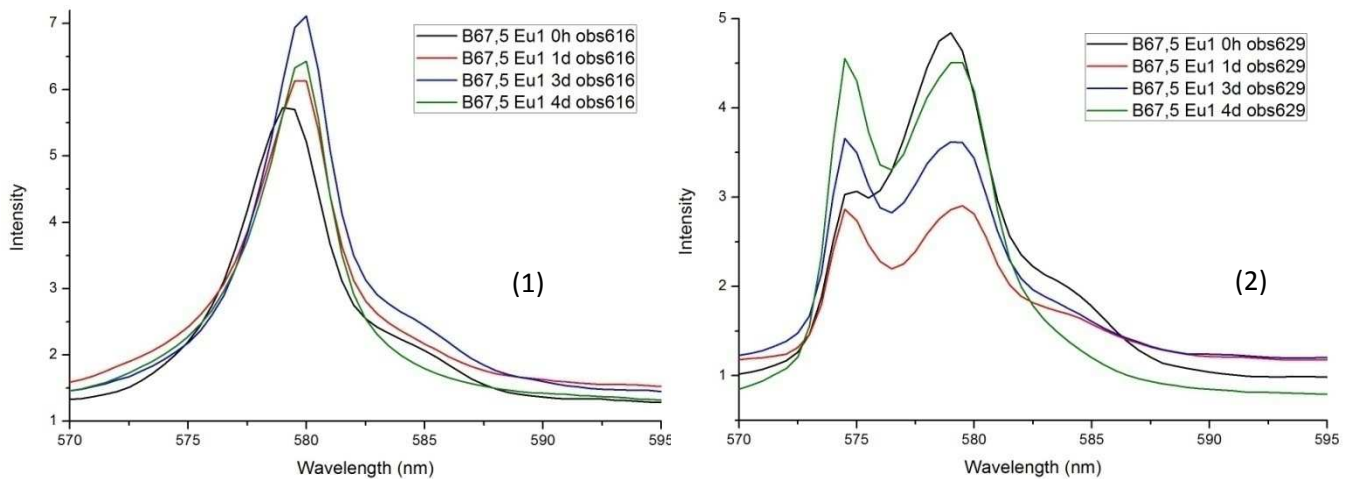 7
6
5
4
3
2
1
Intensity
B67,5 Eu1 0h obs616
B67,5 Eu1 1d obs616
B67,5 Eu1 3d obs616
B67,5 Eu1 4d obs616
(1)
570 575 580 585 590 595
Wavelength (nm)
5
4
3
2
1
Intensity
B67,5 Eu1 0h obs629
B67,5 Eu1 1d obs629
B67,5 Eu1 3d obs629
B67,5 Eu1 4d obs629
(2)
570 575 580 585 590 595
Wavelength (nm)